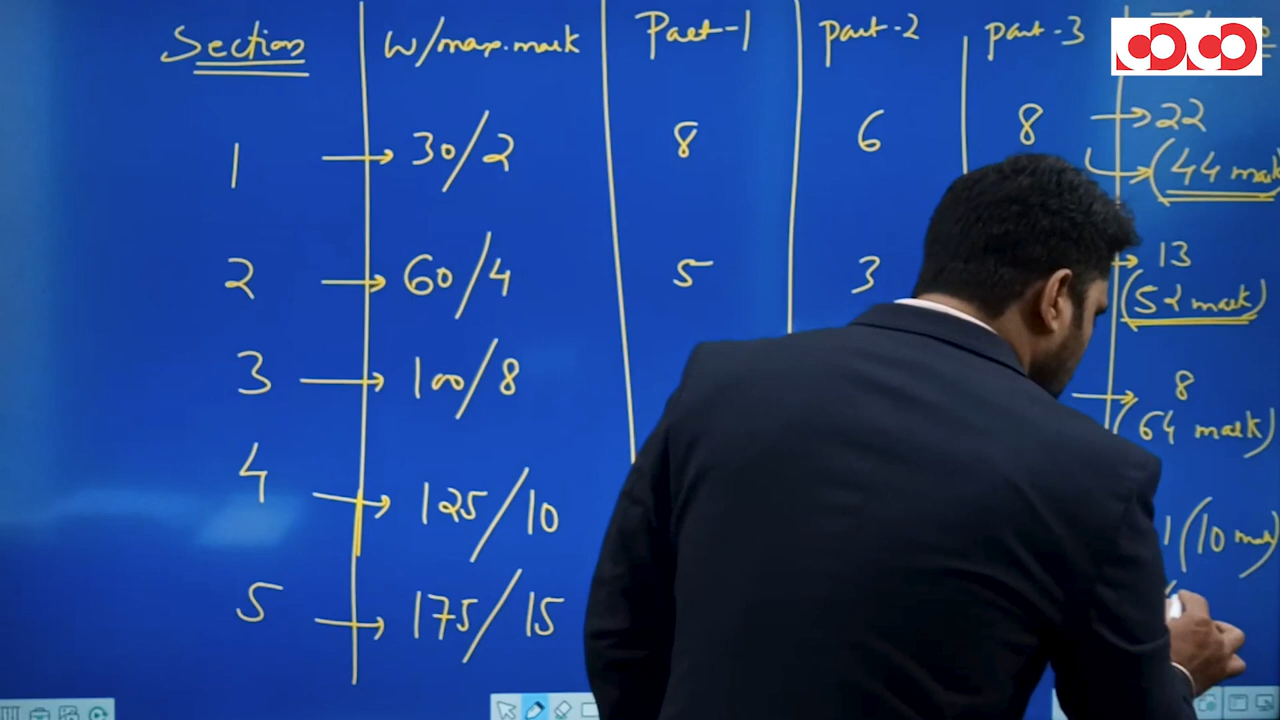 Section W/max.mark Part-1 part-2 part-3
1 → 30/2 8 6 8 → 22
(44 mark
2 → 60/4 5 3 → 13
(52 mark)
3 → 100/8 → 8
(64 mark)
4 → 125/10 1 (10 mark)
5 → 175/15